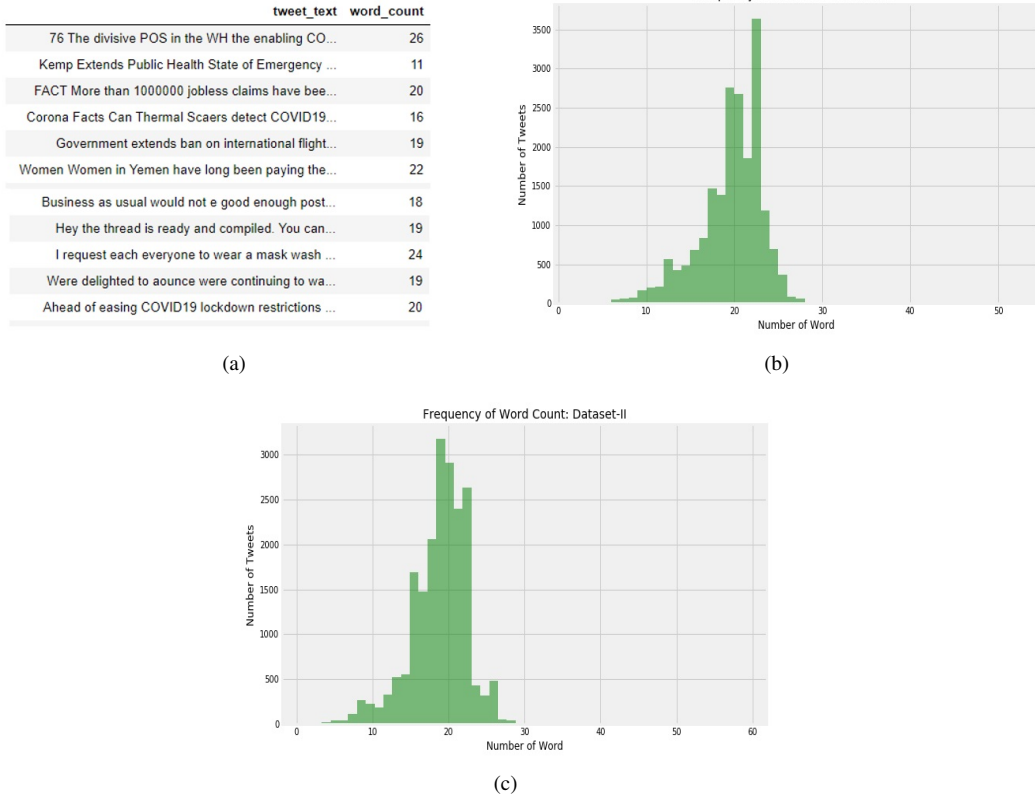 tweet_text word_count
76 The divisive POS in the WH the enabling CO... 26
Kemp Extends Public Health State of Emergency ... 11
FACT More than 1000000 jobless claims have bee... 20
Corona Facts Can Thermal Scaers detect COVID19... 16
Government extends ban on international flight... 19
Women Women in Yemen have long been paying the... 22
Business as usual would not e good enough post... 18
Hey the thread is ready and compiled. You can... 19
I request each everyone to wear a mask wash ... 24
Were delighted to aounce were continuing to wa... 19
Ahead of easing COVID19 lockdown restrictions ... 20
(a)
Number of Tweets
3500
3000
2500
2000
1500
1000
500
0
0 10 20 30 40 50
Number of Word
(b)
Frequency of Word Count: Dataset-II
Number of Tweets
3000
2500
2000
1500
1000
500
0
0 10 20 30 40 50 60
Number of Word
(c)